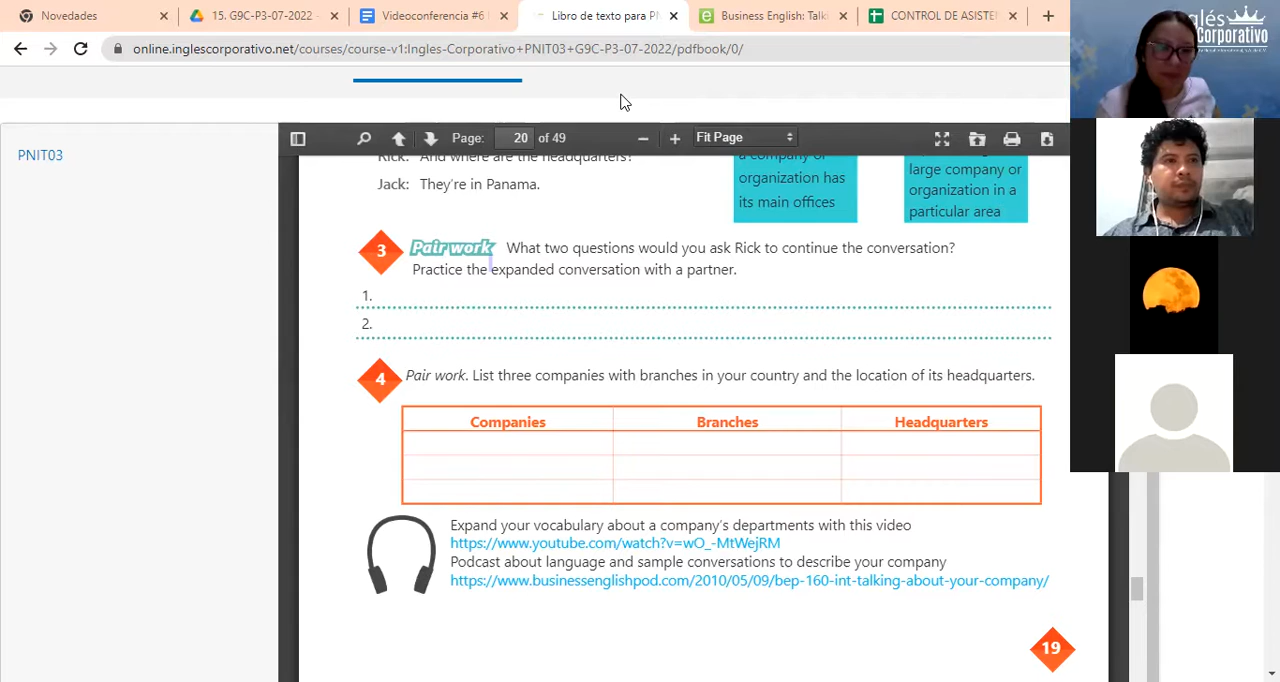 Novedades
15. G9C-P3-07-2022 -
Videoconferencia #6
Libro de texto para PN
Business English: Talki
CONTROL DE ASISTE
online.inglescorporativo.net/courses/course-v1:Ingles-Corporativo+PNIT03+G9C-P3-07-2022/pdfbook/0/
Inglés
Corporativo
PNIT03
Page: 20 of 49
Fit Page
Rick: And where are the headquarters?
Jack: They're in Panama.
a company or
organization has
its main offices
large company or
organization in a
particular area
3 Pair work What two questions would you ask Rick to continue the conversation?
Practice the expanded conversation with a partner.
1.
2.
4 Pair work. List three companies with branches in your country and the location of its headquarters.
Companies Branches Headquarters
Expand your vocabulary about a company's departments with this video
https://www.youtube.com/watch?v=wO_-MtWejRM
Podcast about language and sample conversations to describe your company
https://www.businessenglishpod.com/2010/05/09/bep-160-int-talking-about-your-company/
19